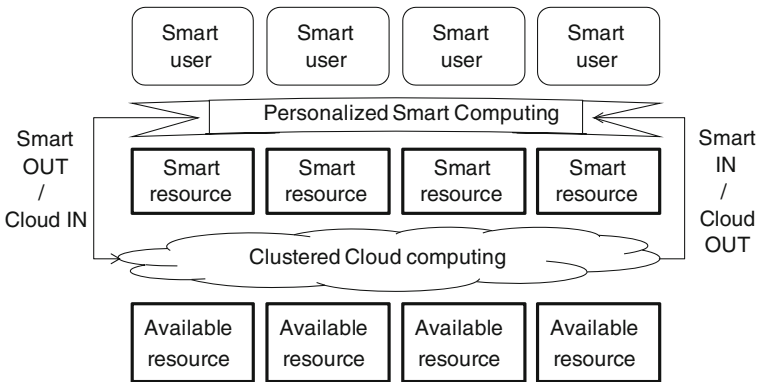 Smart user
Smart user
Smart user
Smart user
Personalized Smart Computing
Smart OUT / Cloud IN
Smart resource
Smart resource
Smart resource
Smart resource
Smart IN / Cloud OUT
Clustered Cloud computing
Available resource
Available resource
Available resource
Available resource